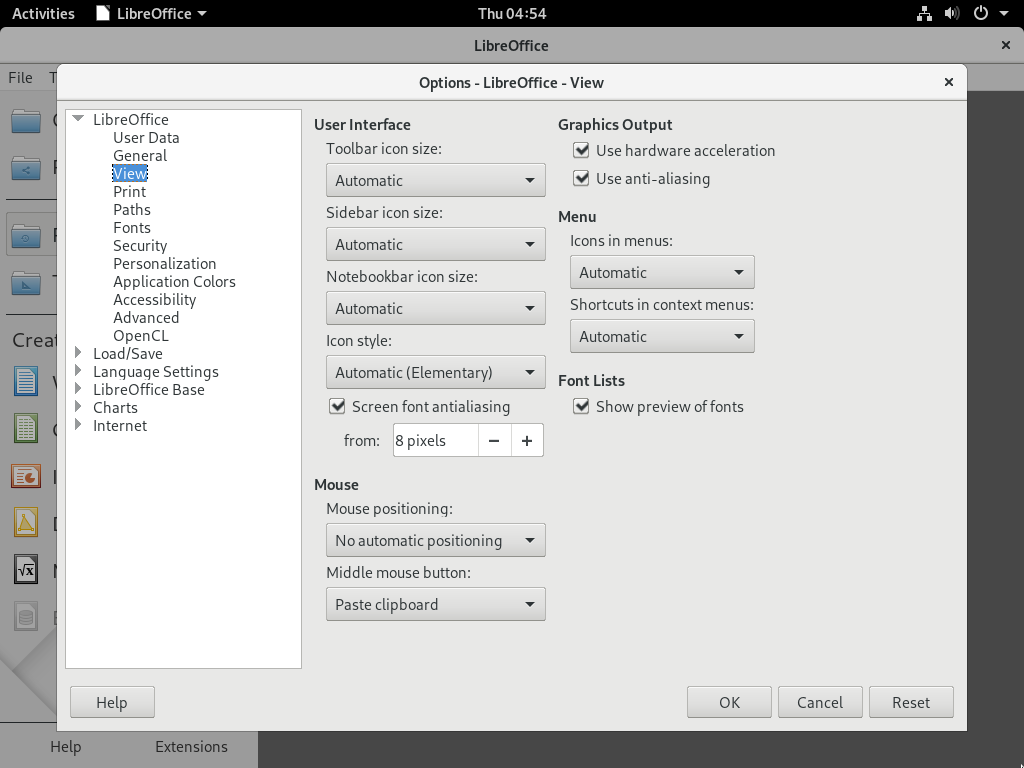 Activities LibreOffice Thu 04:54
LibreOffice
File
Options - LibreOffice - View
LibreOffice
User Data
General
View
Print
Paths
Fonts
Security
Personalization
Application Colors
Accessibility
Advanced
OpenCL
Load/Save
Language Settings
LibreOffice Base
Charts
Internet
User Interface
Toolbar icon size:
Automatic
Sidebar icon size:
Automatic
Notebookbar icon size:
Automatic
Icon style:
Automatic (Elementary)
Screen font antialiasing
from: 8 pixels
Mouse
Mouse positioning:
No automatic positioning
Middle mouse button:
Paste clipboard
Graphics Output
Use hardware acceleration
Use anti-aliasing
Menu
Icons in menus:
Automatic
Shortcuts in context menus:
Automatic
Font Lists
Show preview of fonts
Help OK Cancel Reset
Help Extensions